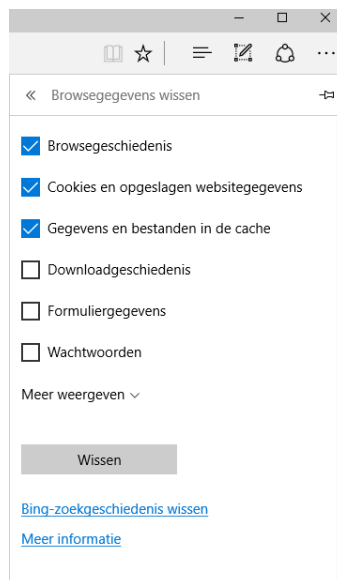 Browsegegevens wissen
Browsegeschiedenis
Cookies en opgeslagen websitegegevens
Gegevens en bestanden in de cache
Downloadgeschiedenis
Formuliergegevens
Wachtwoorden
Meer weergeven
Wissen
Bing-zoekgeschiedenis wissen
Meer informatie